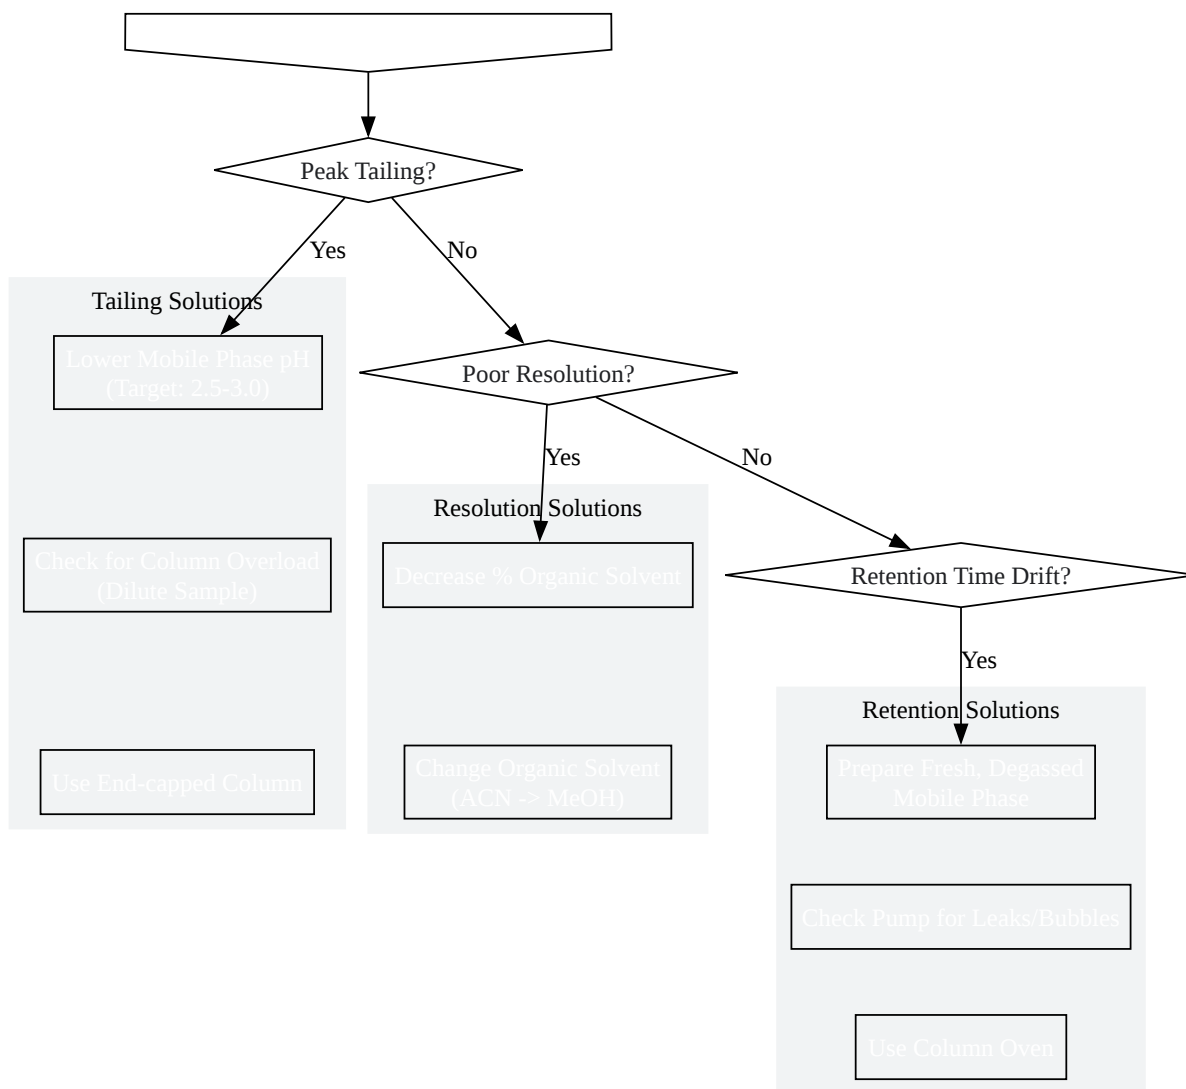 Peak Tailing?
Yes
No
Tailing Solutions
Lower Mobile Phase pH
(Target: 2.5-3.0)
Poor Resolution?
Yes
No
Resolution Solutions
Check for Column Overload
(Dilute Sample)
Decrease % Organic Solvent
Retention Time Drift?
Yes
Retention Solutions
Use End-capped Column
Change Organic Solvent
(ACN -> MeOH)
Prepare Fresh, Degassed
Mobile Phase
Check Pump for Leaks/Bubbles
Use Column Oven